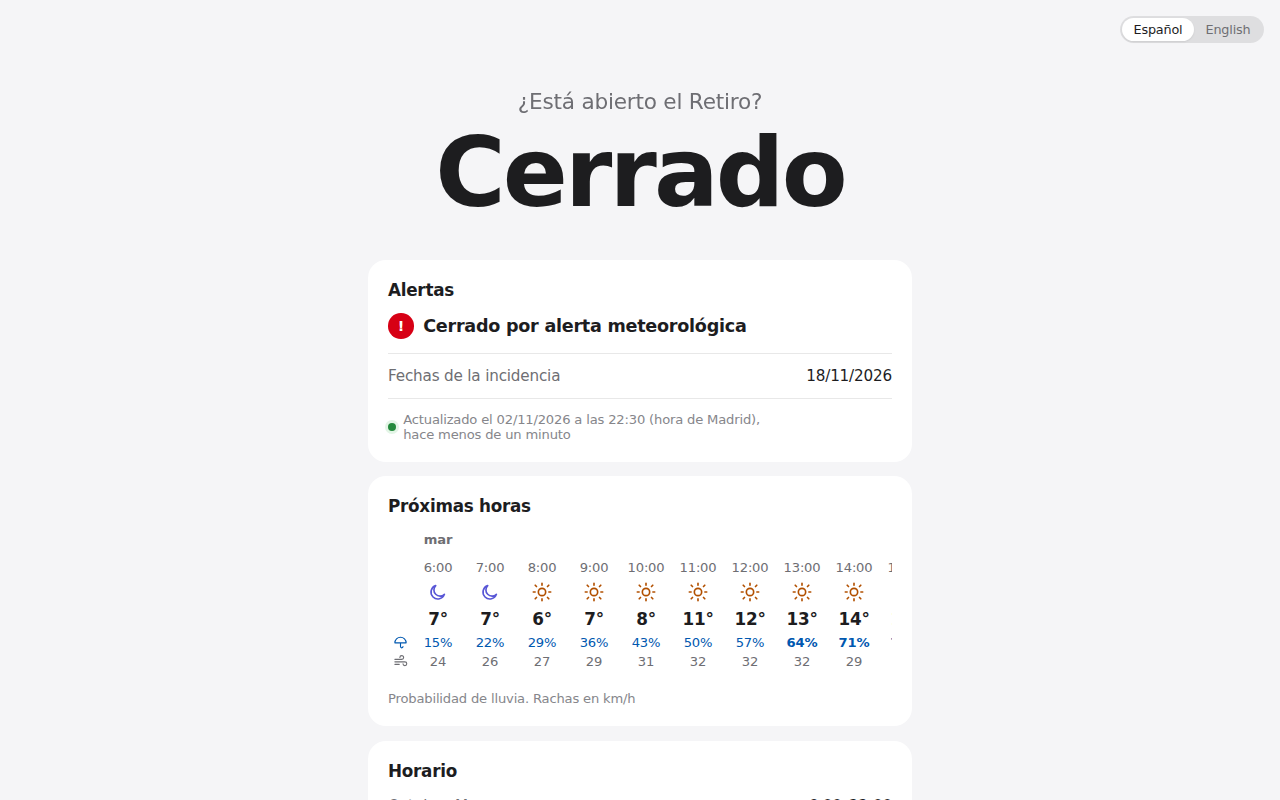 Español English
¿Está abierto el Retiro?
Cerrado
Alertas
! Cerrado por alerta meteorológica
Fechas de la incidencia 18/11/2026
Actualizado el 02/11/2026 a las 22:30 (hora de Madrid),
hace menos de un minuto
Próximas horas
mar
6:00 7:00 8:00 9:00 10:00 11:00 12:00 13:00 14:00
7° 7° 6° 7° 8° 11° 12° 13° 14°
15% 22% 29% 36% 43% 50% 57% 64% 71%
24 26 27 29 31 32 32 32 29
Probabilidad de lluvia. Rachas en km/h
Horario